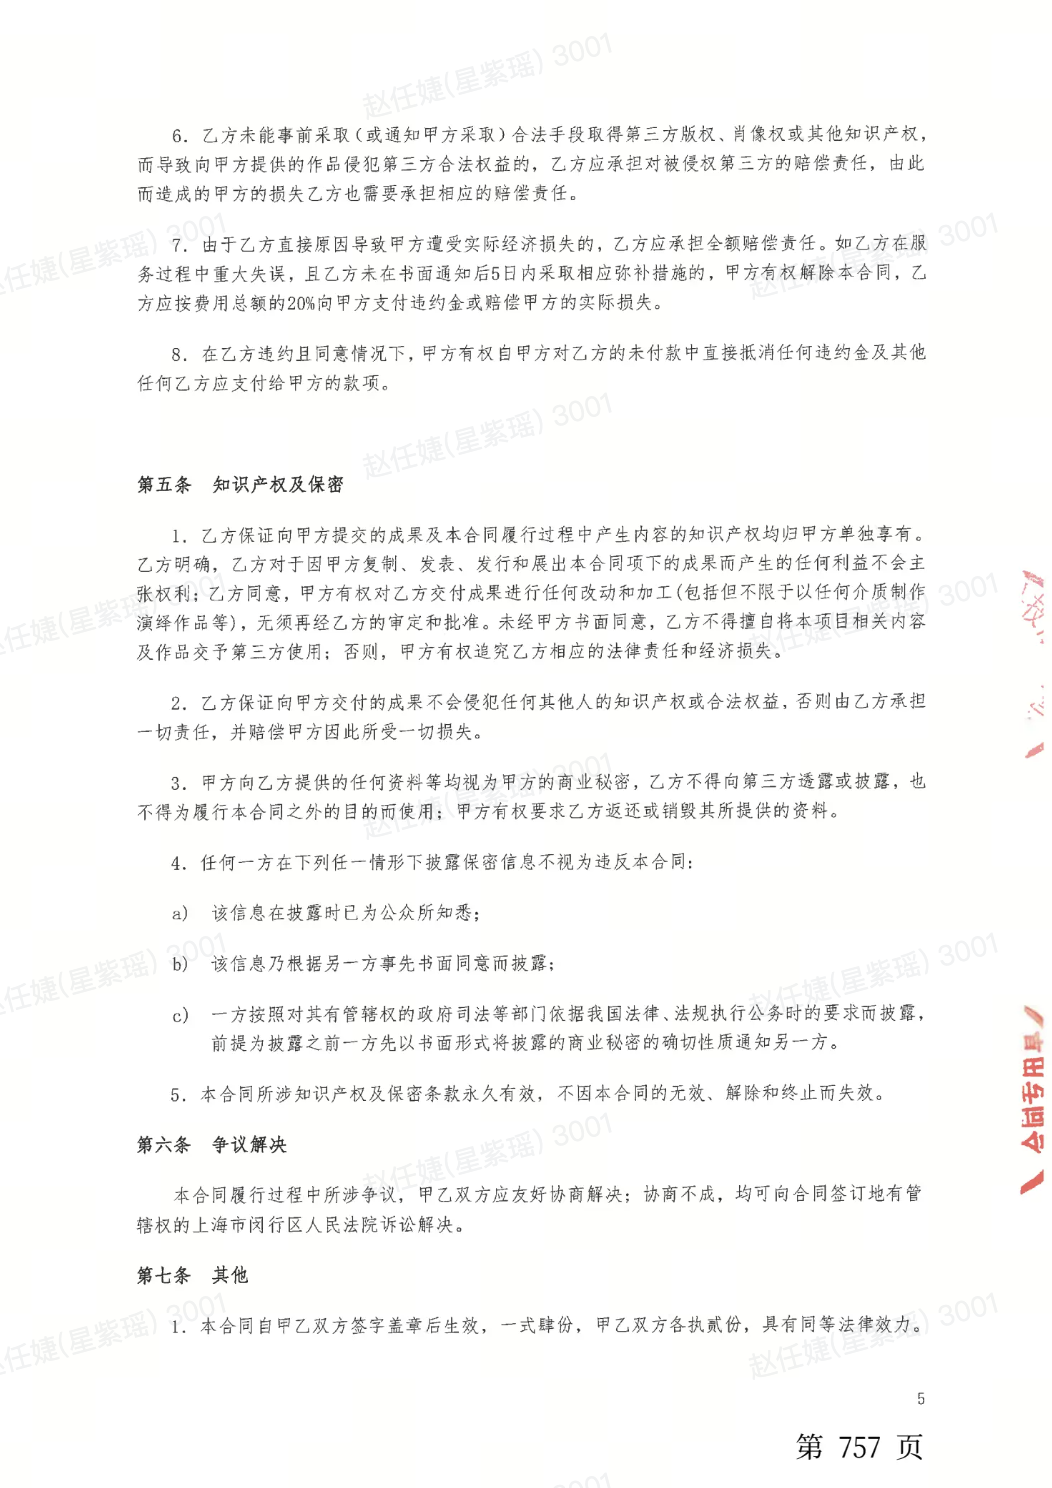 6. 乙方未能事前采取(或通知甲方采取)合法手段取得第三方版权、肖像权或其他知识产权,
而导致向甲方提供的作品侵犯第三方合法权益的, 乙方应承担对被侵权第三方的赔偿责任, 由此
而造成的甲方的损失乙方也需要承担相应的赔偿责任。
7. 由于乙方直接原因导致甲方遭受实际经济损失的, 乙方应承担全额赔偿责任。如乙方在服
务过程中重大失误, 且乙方未在书面通知后5日内采取相应弥补措施的, 甲方有权解除本合同, 乙
方应按费用总额的20%向甲方支付违约金或赔偿甲方的实际损失。
8. 在乙方违约且同意情况下, 甲方有权自甲方对乙方的未付款中直接抵消任何违约金及其他
任何乙方应支付给甲方的款项。
第五条 知识产权及保密
1. 乙方保证向甲方提交的成果及本合同履行过程中产生内容的知识产权均归甲方单独享有。
乙方明确, 乙方对于因甲方复制、发表、发行和展出本合同项下的成果而产生的任何利益不会主
张权利; 乙方同意, 甲方有权对乙方交付成果进行任何改动和加工(包括但不限于以任何介质制作
演绎作品等), 无须再经乙方的审定和批准。未经甲方书面同意, 乙方不得擅自将本项目相关内容
及作品交予第三方使用; 否则, 甲方有权追究乙方相应的法律责任和经济损失。
2. 乙方保证向甲方交付的成果不会侵犯任何其他人的知识产权或合法权益, 否则由乙方承担
一切责任, 并赔偿甲方因此所受一切损失。
3. 甲方向乙方提供的任何资料等均视为甲方的商业秘密, 乙方不得向第三方透露或披露, 也
不得为履行本合同之外的目的而使用; 甲方有权要求乙方返还或销毁其所提供的资料。
4. 任何一方在下列任一情形下披露保密信息不视为违反本合同:
a) 该信息在披露时已为公众所知悉;
b) 该信息乃根据另一方事先书面同意而披露;
c) 一方按照对其有管辖权的政府司法等部门依据我国法律、法规执行公务时的要求而披露,
前提为披露之前一方先以书面形式将披露的商业秘密的确切性质通知另一方。
5. 本合同所涉知识产权及保密条款永久有效, 不因本合同的无效、解除和终止而失效。
第六条 争议解决
本合同履行过程中所涉争议, 甲乙双方应友好协商解决; 协商不成, 均可向合同签订地有管
辖权的上海市闵行区人民法院诉讼解决。
第七条 其他
1. 本合同自甲乙双方签字盖章后生效, 一式肆份, 甲乙双方各执贰份, 具有同等法律效力。
5
第 757 页
赵任婕(星紫瑶) 3001
合同专用章